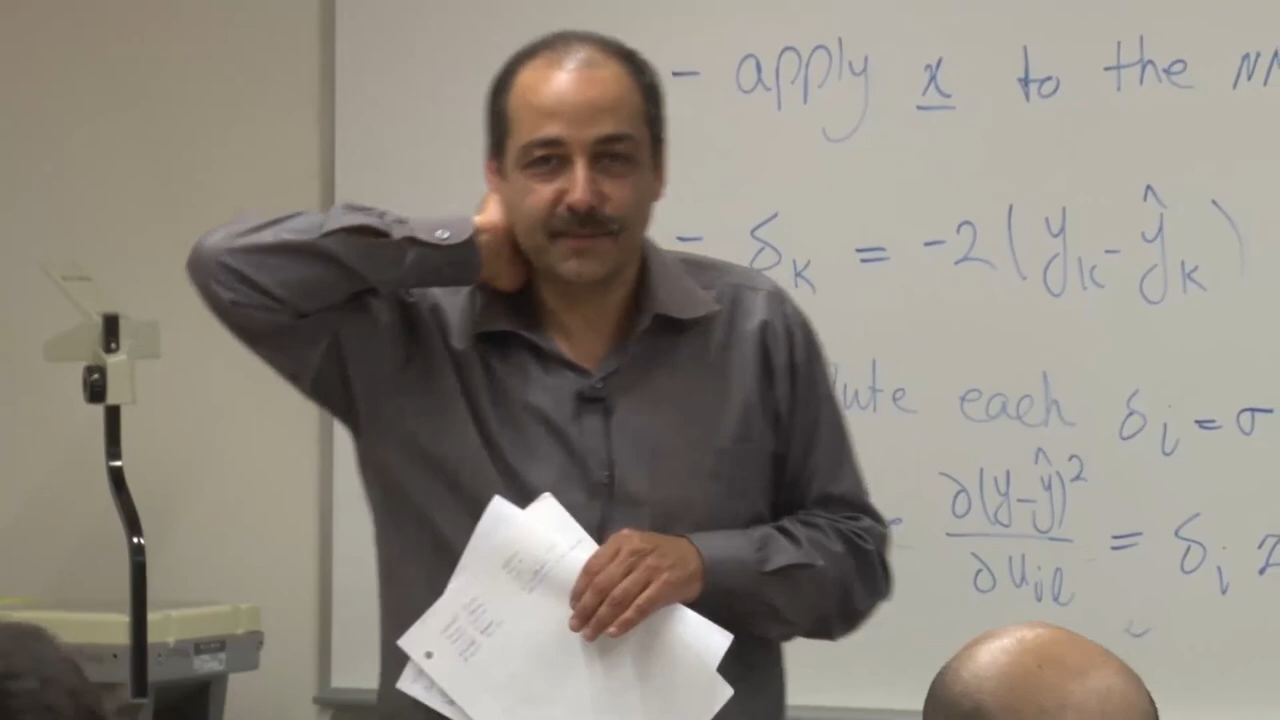 - apply x to the NN
- δₖ = -2(yₖ-ŷₖ)
ute each δᵢ = σ
∂(y-ŷ)² / ∂uᵢₗ = δᵢ z